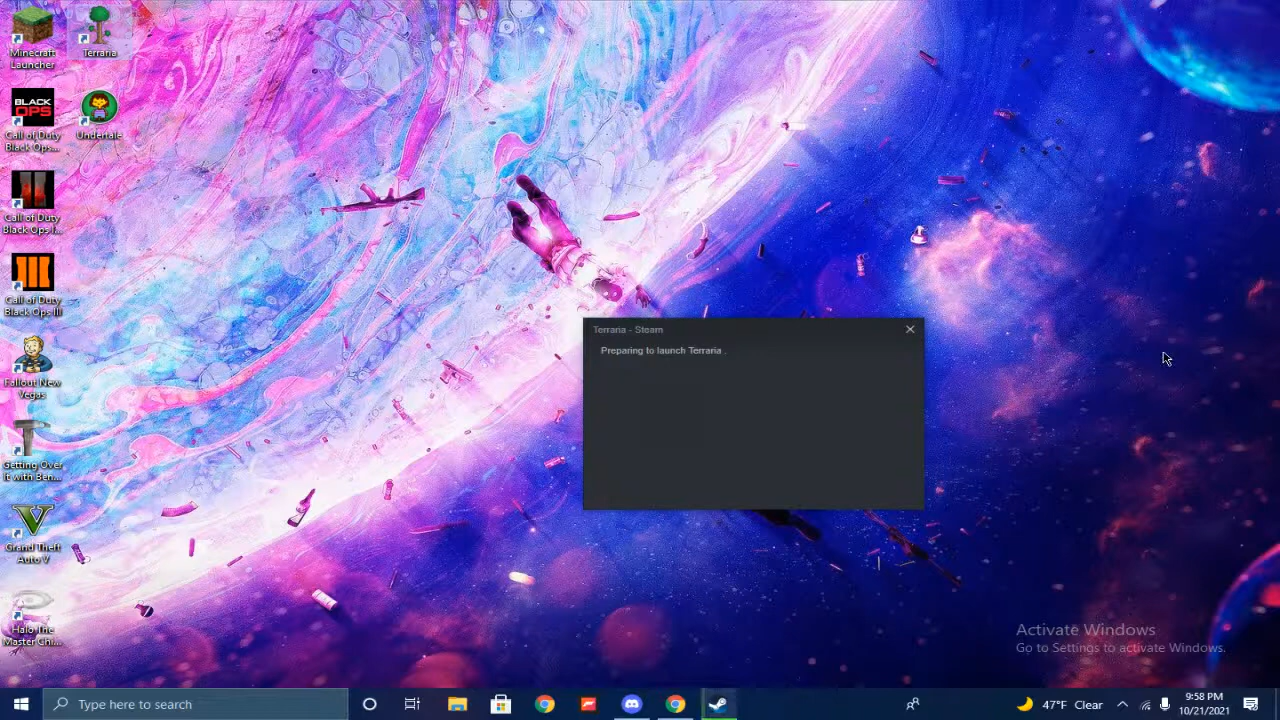 Minecraft
Launcher
Terraria
BLACK
OPS
Call of Duty
Black Ops...
Undertale
Call of Duty
Black Ops I...
Call of Duty
Black Ops III
Fallout New
Vegas
Getting Over
it with Ben...
Grand Theft
Auto V
Halo The
Master Chi...
Terraria - Steam
Preparing to launch Terraria .
Activate Windows
Go to Settings to activate Windows.
Type here to search
47°F Clear
9:58 PM
10/21/2021